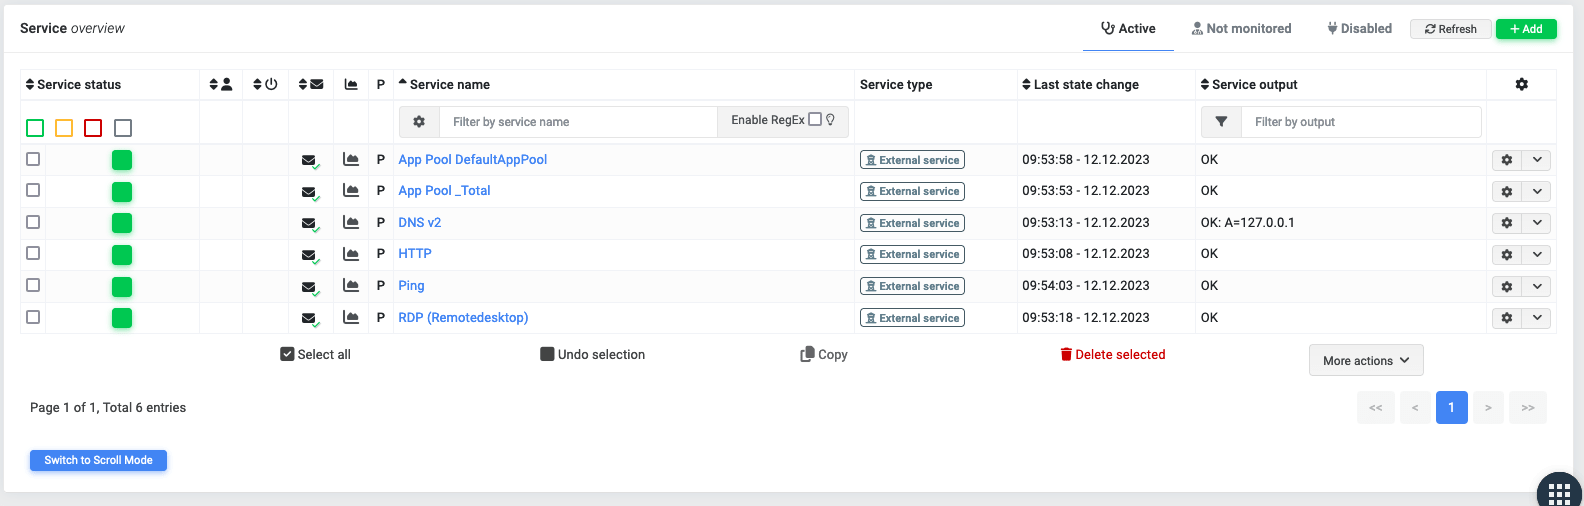 Service overview Active Not monitored Disabled Refresh + Add
Service status P Service name Service type Last state change Service output
Filter by service name Enable RegEx Filter by output
P App Pool DefaultAppPool External service 09:53:58 - 12.12.2023 OK
P App Pool _Total External service 09:53:53 - 12.12.2023 OK
P DNS v2 External service 09:53:13 - 12.12.2023 OK: A=127.0.0.1
P HTTP External service 09:53:08 - 12.12.2023 OK
P Ping External service 09:54:03 - 12.12.2023 OK
P RDP (Remotedesktop) External service 09:53:18 - 12.12.2023 OK
Select all Undo selection Copy Delete selected More actions
Page 1 of 1, Total 6 entries << < 1 > >>
Switch to Scroll Mode